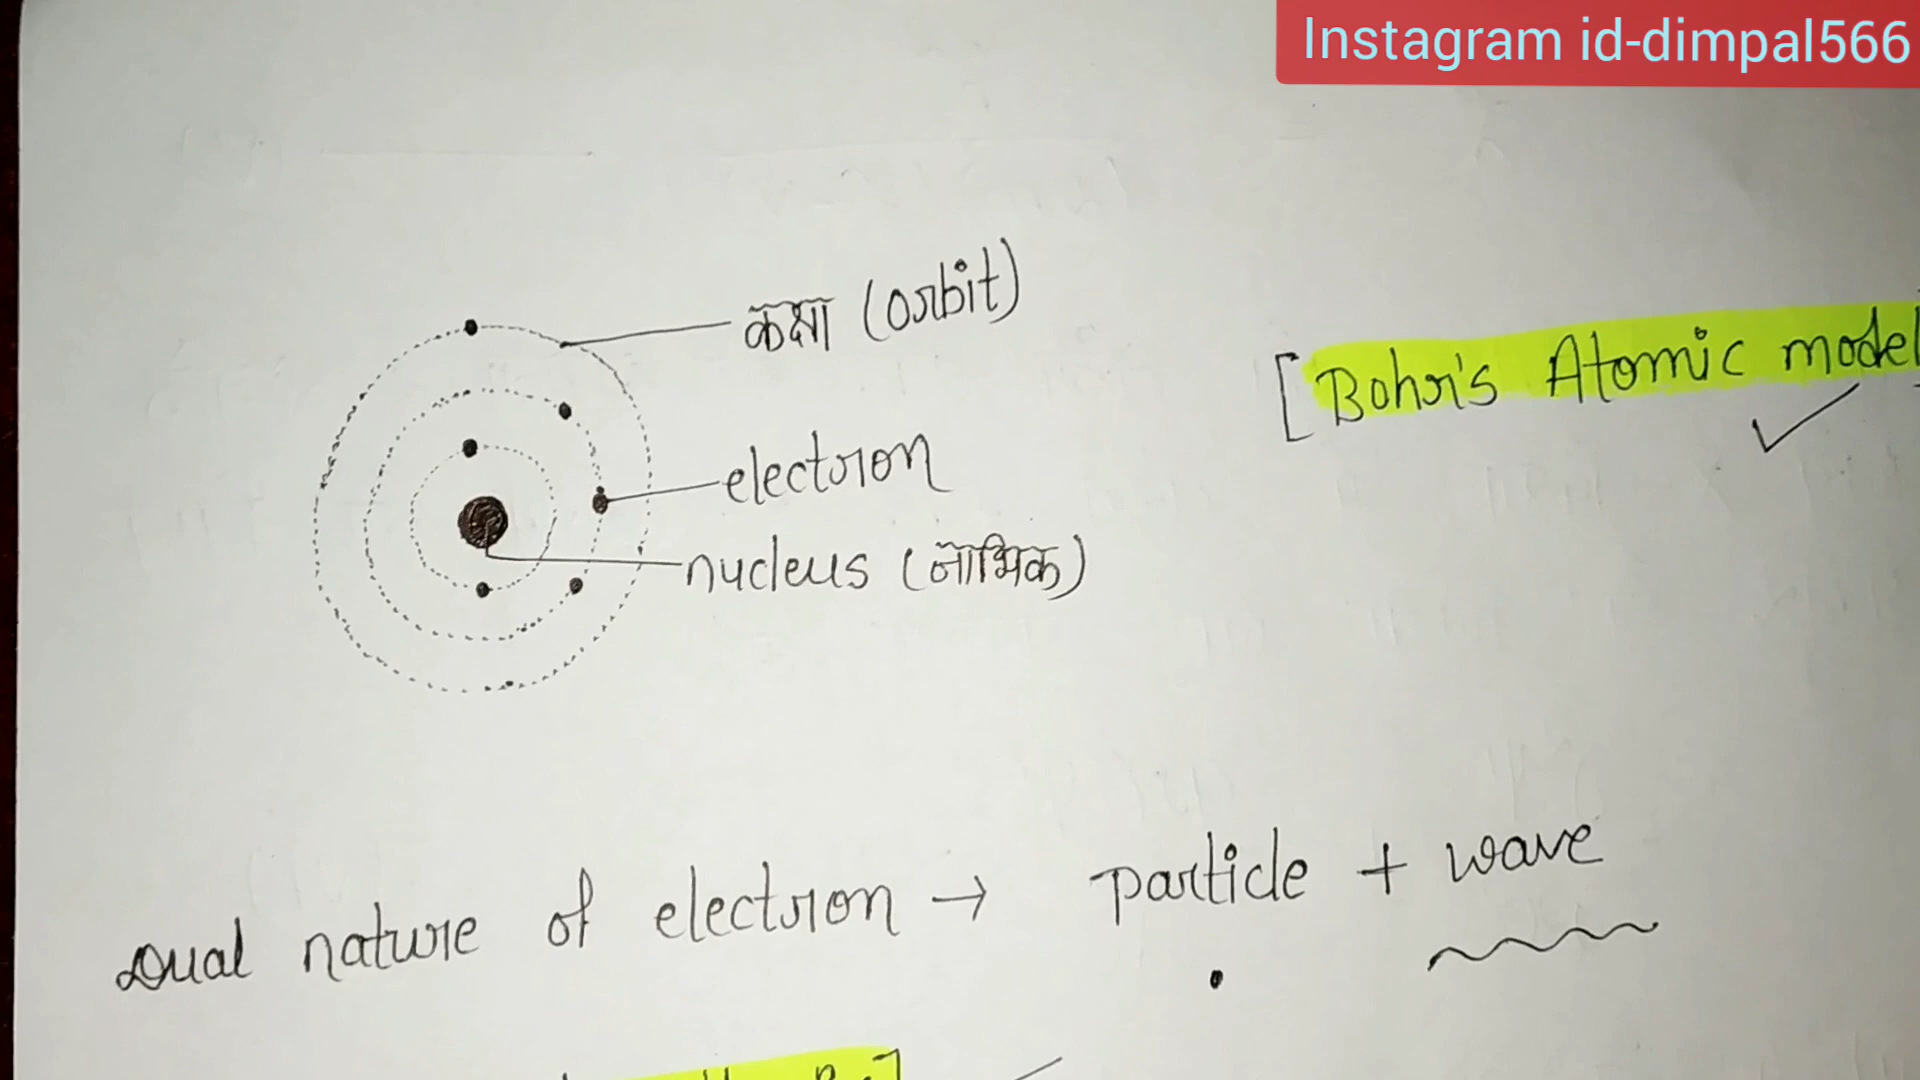 Instagram id-dimpal566
कक्षा (orbit)
[Bohr's Atomic model
electron
nucleus (नाभिक)
Dual nature of electron → particle + wave